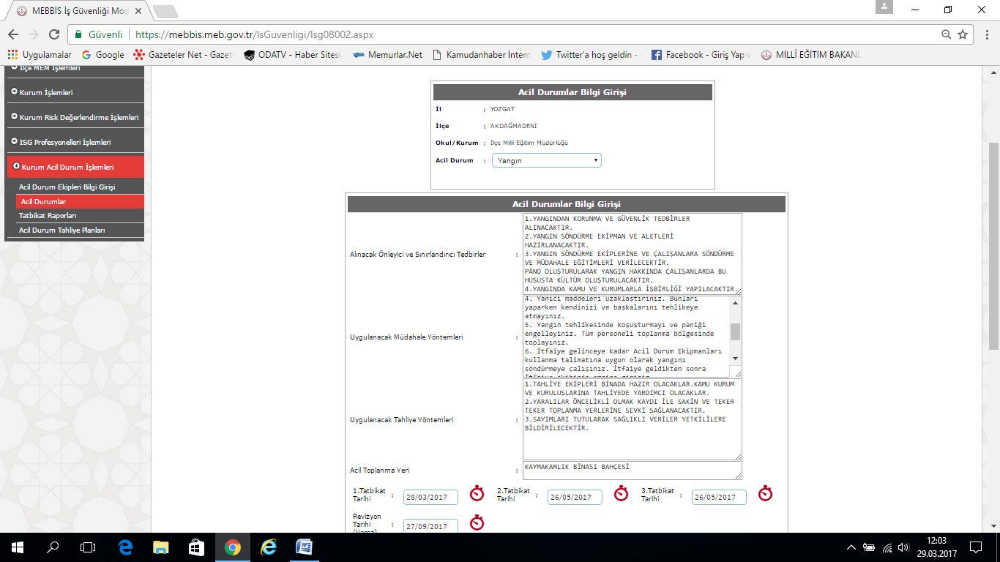 MEBBİS İş Güvenliği Mod
Güvenli
https://mebbis.meb.gov.tr/IsGuvenligi/Isg08002.aspx
Uygulamalar
Google
Gazeteler Net - Gazet
ODATV - Haber Sitesi
Memurlar.Net
Kamudanhaber İntern
Twitter'a hoş geldin -
Facebook - Giriş Yap v
MİLLÎ EĞİTİM BAKANL
İlçe MEM İşlemleri
Kurum İşlemleri
Kurum Risk Değerlendirme İşlemleri
ISG Profesyonelleri İşlemleri
Kurum Acil Durum İşlemleri
Acil Durum Ekipleri Bilgi Girişi
Acil Durumlar
Tatbikat Raporları
Acil Durum Tahliye Planları
Acil Durumlar Bilgi Girişi
İl : YOZGAT
İlçe : AKDAĞMADENİ
Okul/Kurum : İlçe Milli Eğitim Müdürlüğü
Acil Durum : Yangın
Acil Durumlar Bilgi Girişi
Alınacak Önleyici ve Sınırlandırıcı Tedbirler :
1.YANGINDAN KORUNMA VE GÜVENLİK TEDBİRLER
ALINACAKTIR.
2.YANGIN SÖNDÜRME EKİPMAN VE ALETLERİ
HAZIRLANACAKTIR.
3.YANGIN SÖNDÜRME EKİPLERİNE VE ÇALIŞANLARA SÖNDÜRME
VE MÜDAHALE EĞİTİMLERİ VERİLECEKTİR.
PANO OLUŞTURULARAK YANGIN HAKKINDA ÇALIŞANLARDA BU
HUSUSTA KÜLTÜR OLUŞTURULACAKTIR.
4.YANGINDA KAMU VE KURUMLARLA İŞBİRLİĞİ YAPILACAKTIR.
Uygulanacak Müdahale Yöntemleri :
4. Yanıcı maddeleri uzaklaştırınız. Bunları
yaparken kendinizi ve başkalarını tehlikeye
atmayınız.
5. Yangın tehlikesinde koşuşturmayı ve paniği
engelleyiniz. Tüm personeli toplanma bölgesinde
toplayınız.
6. İtfaiye gelinceye kadar Acil Durum Ekipmanları
kullanma talimatına uygun olarak yangını
söndürmeye çalışınız. İtfaiye geldikten sonra
İtfaiye ekibinin emrine giriniz.
Uygulanacak Tahliye Yöntemleri :
1.TAHLİYE EKİPLERİ BİNADA HAZIR OLACAKLAR.KAMU KURUM
VE KURULUŞLARINA TAHLİYEDE YARDIMCI OLACAKLAR.
2.YARALILAR ÖNCELİKLİ OLMAK KAYDI İLE SAKİN VE TEKER
TEKER TOPLANMA YERLERİNE SEVKİ SAĞLANACAKTIR.
3.SAYIMLARI TUTULARAK SAĞLIKLI VERİLER YETKİLİLERE
BİLDİRİLECEKTİR.
Acil Toplanma Yeri : KAYMAKAMLIK BİNASI BAHÇESİ
1.Tatbikat
Tarihi : 28/03/2017
2.Tatbikat
Tarihi : 26/05/2017
3.Tatbikat
Tarihi : 26/05/2017
Revizyon
Tarihi : 27/09/2017
(Varsa)
12:03
29.03.2017